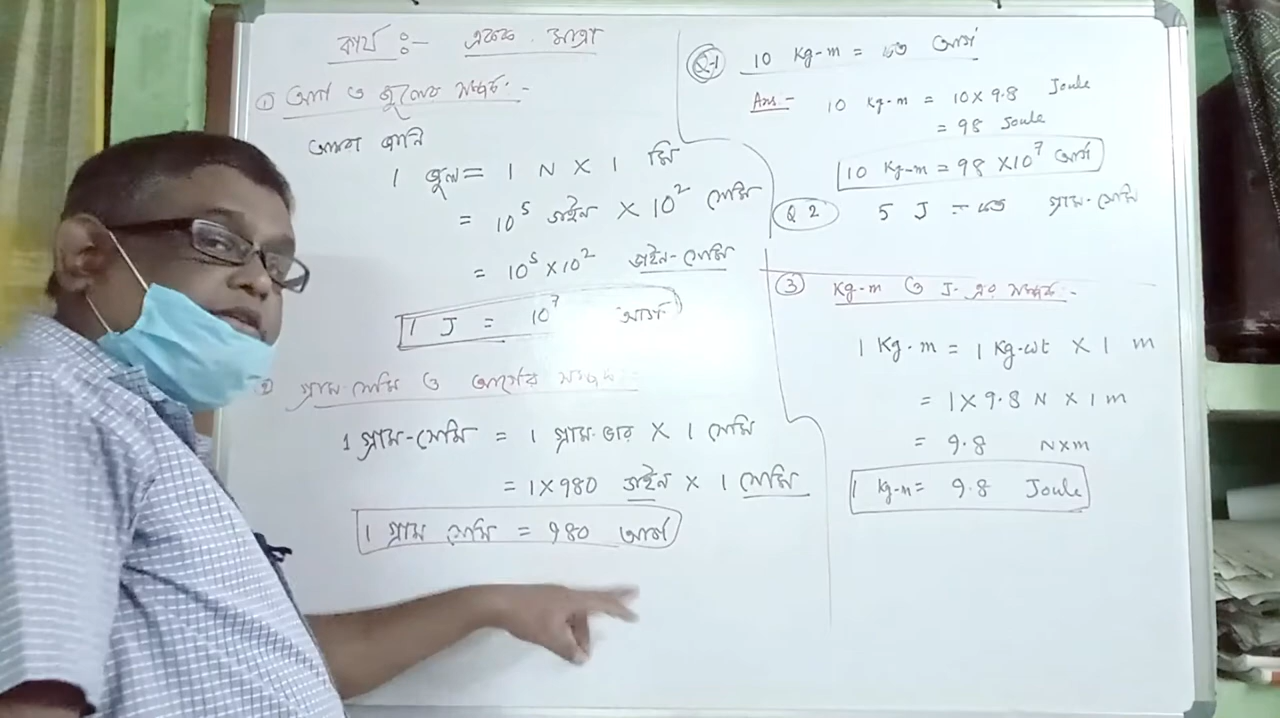 কার্য :- একক, মাত্রা
① আর্গ ও জুলের সম্পর্ক :-
আমরা জানি
1 জুল = 1 N X 1 মি
= 10⁵ ডাইন X 10² সেমি
= 10⁵ X 10² ডাইন-সেমি
1 J = 10⁷ আর্গ
② গ্রাম-সেমি ও আর্গের সম্পর্ক :-
1 গ্রাম-সেমি = 1 গ্রাম-ভার X 1 সেমি
= 1 X 980 ডাইন X 1 সেমি
1 গ্রাম সেমি = 980 আর্গ
Q-1 10 Kg-m = কত আর্গ
Ans:- 10 Kg-m = 10 X 9.8 Joule
= 98 Joule
10 Kg-m = 98 X 10⁷ আর্গ
Q 2 5 J = কত গ্রাম-সেমি
③ Kg-m ও J- এর সম্পর্ক :-
1 Kg-m = 1 Kg-wt X 1 m
= 1 X 9.8 N X 1 m
= 9.8 N X m
1 Kg-m = 9.8 Joule